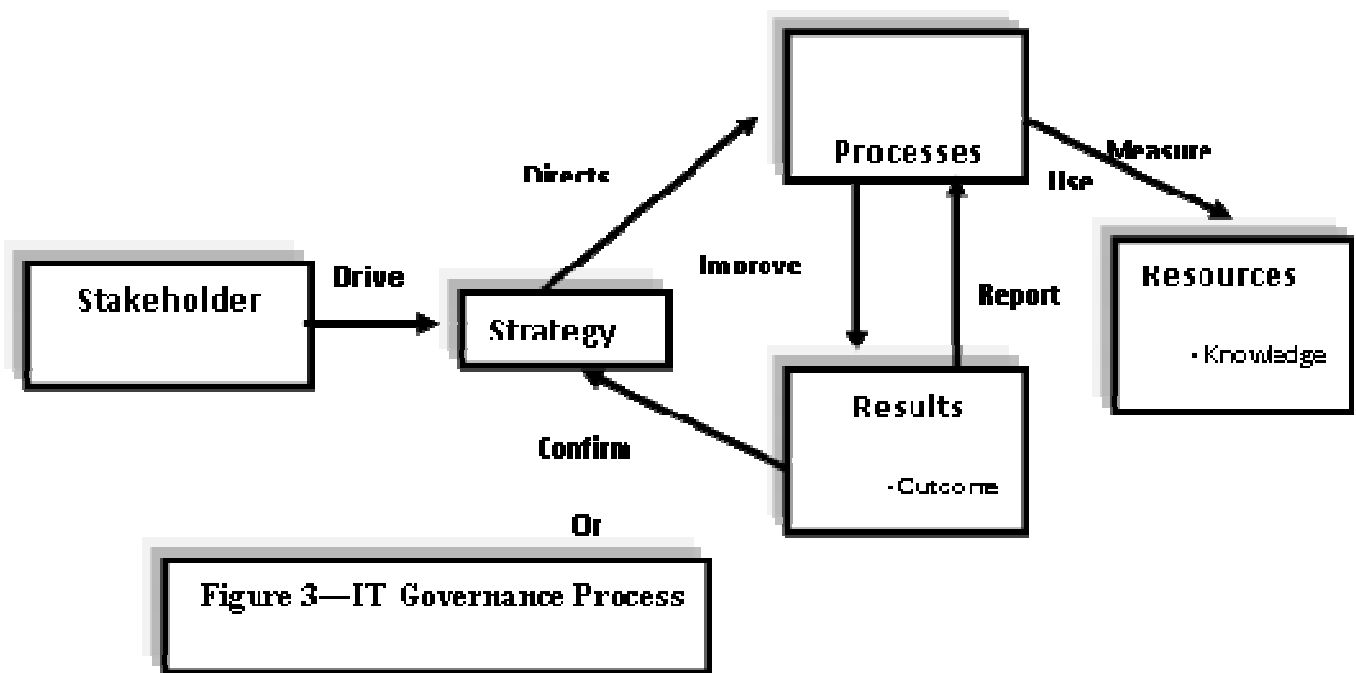 Processes
Measure
Directs
Use
Stakeholder
Drive
Improve
Resources
Report
Strategy
- Knowledge
Results
Confirm
- Outcome
Or
Figure 3—IT Governance Process